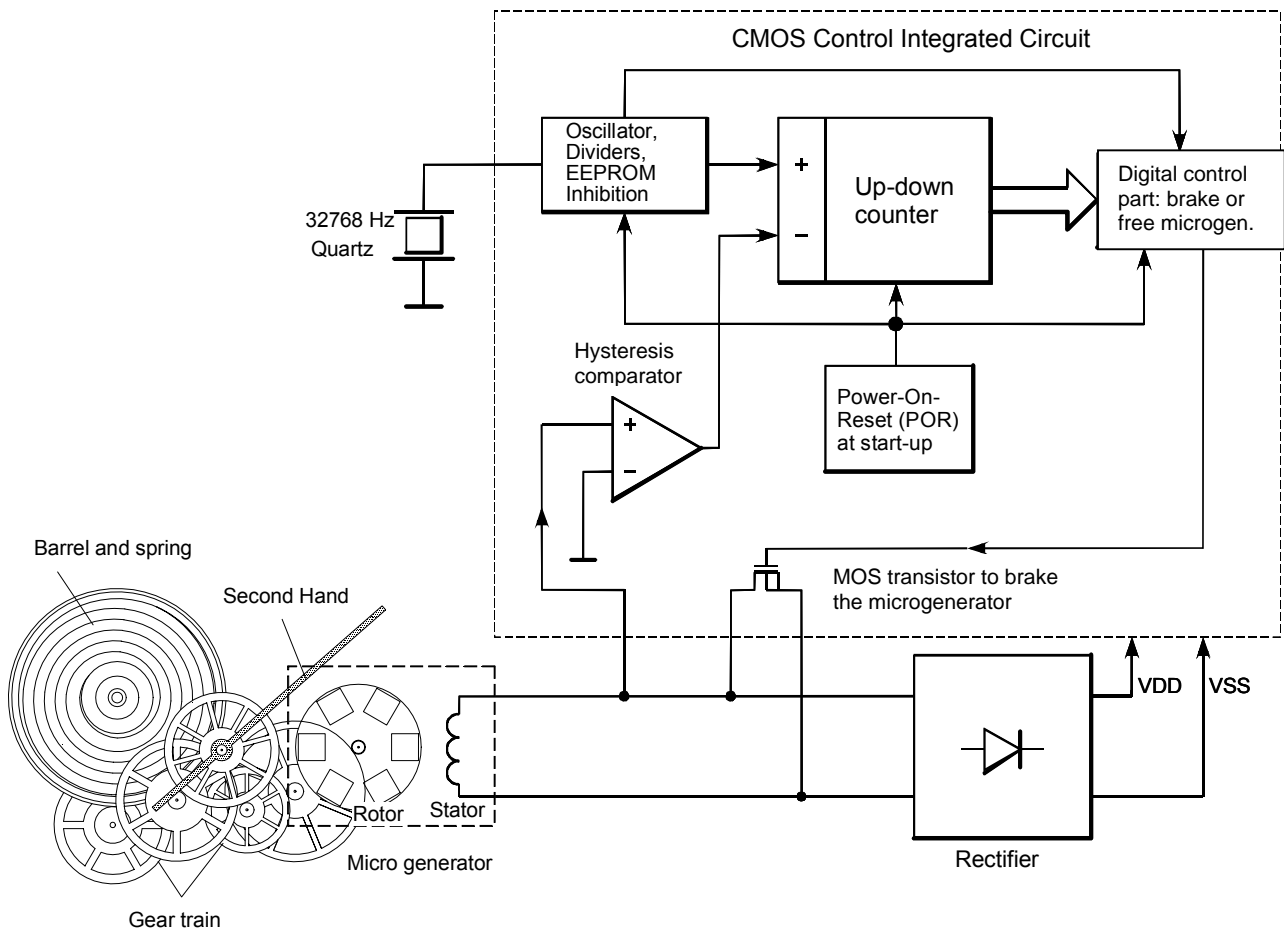 CMOS Control Integrated Circuit
Oscillator,
Dividers,
EEPROM
Inhibition
+
−
Up-down
counter
Digital control
part: brake or
free microgen.
32768 Hz
Quartz
Hysteresis
comparator
+
−
Power-On-
Reset (POR)
at start-up
MOS transistor to brake
the microgenerator
Barrel and spring
Second Hand
VDD
VSS
Rotor
Stator
Micro generator
Rectifier
Gear train